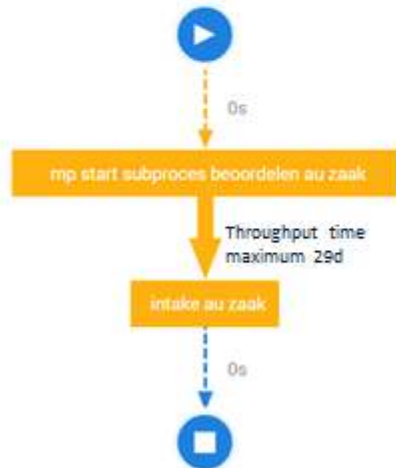 0s
mp start subproces beoordelen au zaak
Throughput time
maximum 29d
intake au zaak
0s